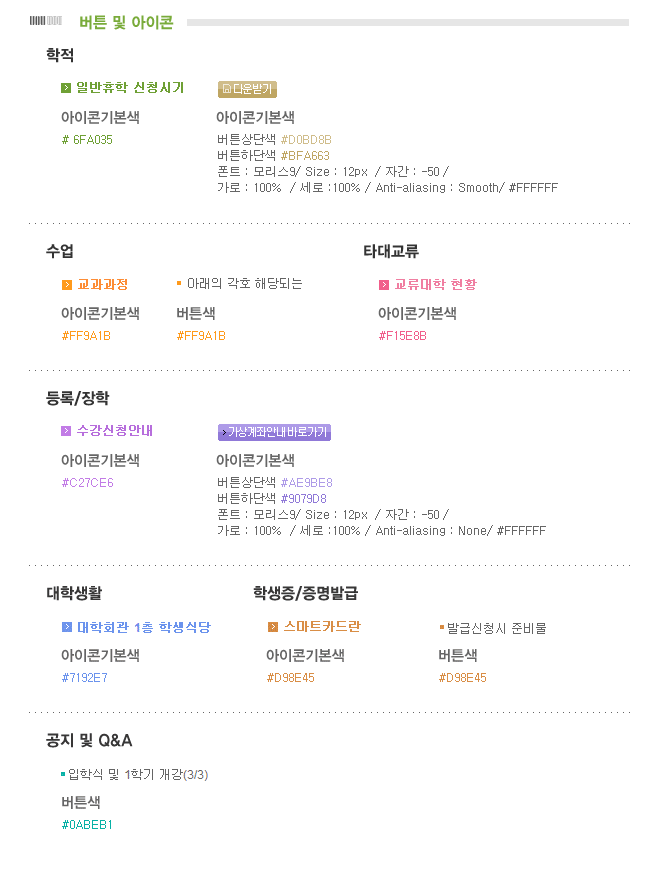 버튼 및 아이콘
학적
일반휴학 신청시기
다운받기
아이콘기본색
아이콘기본색
# 6FA035
버튼상단색 #D0BD8B
버튼하단색 #BFA663
폰트 : 모리스9/ Size : 12px / 자간 : -50 /
가로 : 100% / 세로 :100% / Anti-aliasing : Smooth/ #FFFFFF
수업
타대교류
교과과정
아래의 각호 해당되는
교류대학 현황
아이콘기본색
버튼색
아이콘기본색
#FF9A1B
#FF9A1B
#F15E8B
등록/장학
수강신청안내
가상계좌안내 바로가기
아이콘기본색
아이콘기본색
#C27CE6
버튼상단색 #AE9BE8
버튼하단색 #9079D8
폰트 : 모리스9/ Size : 12px / 자간 : -50 /
가로 : 100% / 세로 :100% / Anti-aliasing : None/ #FFFFFF
대학생활
학생증/증명발급
대학회관 1층 학생식당
스마트카드란
발급신청시 준비물
아이콘기본색
아이콘기본색
버튼색
#7192E7
#D98E45
#D98E45
공지 및 Q&A
입학식 및 1학기 개강(3/3)
버튼색
#0ABEB1